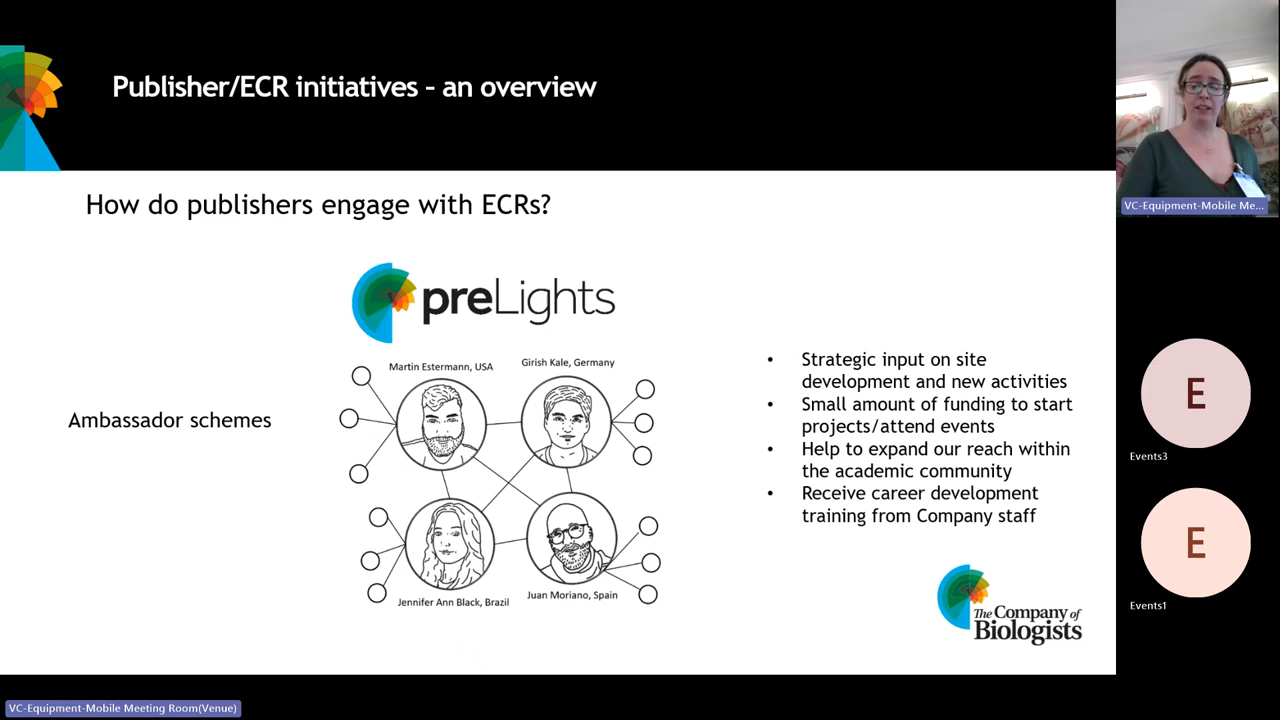 Publisher/ECR initiatives - an overview
How do publishers engage with ECRs?
preLights
Martin Estermann, USA
Girish Kale, Germany
Ambassador schemes
Jennifer Ann Black, Brazil
Juan Moriano, Spain
• Strategic input on site
development and new activities
• Small amount of funding to start
projects/attend events
• Help to expand our reach within
the academic community
• Receive career development
training from Company staff
The Company of
Biologists
VC-Equipment-Mobile Me...
E
Events3
E
Events1
VC-Equipment-Mobile Meeting Room(Venue)